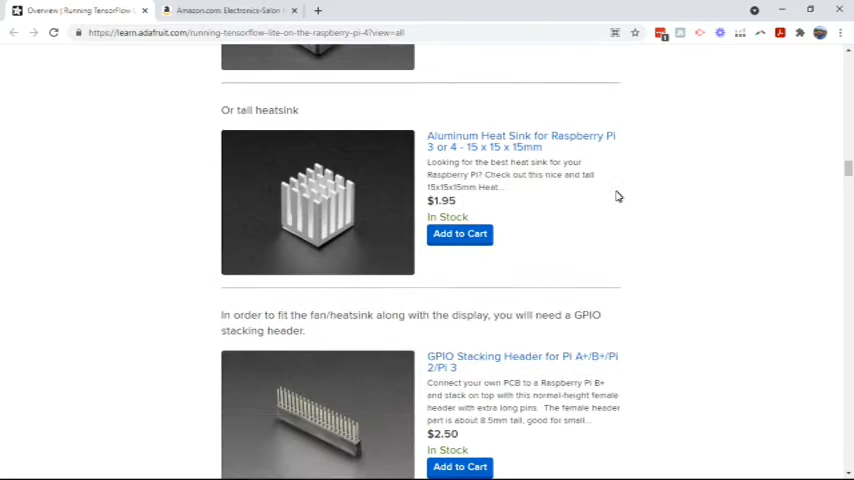 Overview | Running TensorFlow L
Amazon.com: Electronics-Salon
https://learn.adafruit.com/running-tensorflow-lite-on-the-raspberry-pi-4?view=all
Or tall heatsink
Aluminum Heat Sink for Raspberry Pi
3 or 4 - 15 x 15 x 15mm
Looking for the best heat sink for your
Raspberry Pi? Check out this nice and tall
15x15x15mm Heat...
$1.95
In Stock
Add to Cart
In order to fit the fan/heatsink along with the display, you will need a GPIO
stacking header.
GPIO Stacking Header for Pi A+/B+/Pi
2/Pi 3
Connect your own PCB to a Raspberry Pi B+
and stack on top with this normal-height female
header with extra long pins.  The female header
part is about 8.5mm tall, good for small...
$2.50
In Stock
Add to Cart